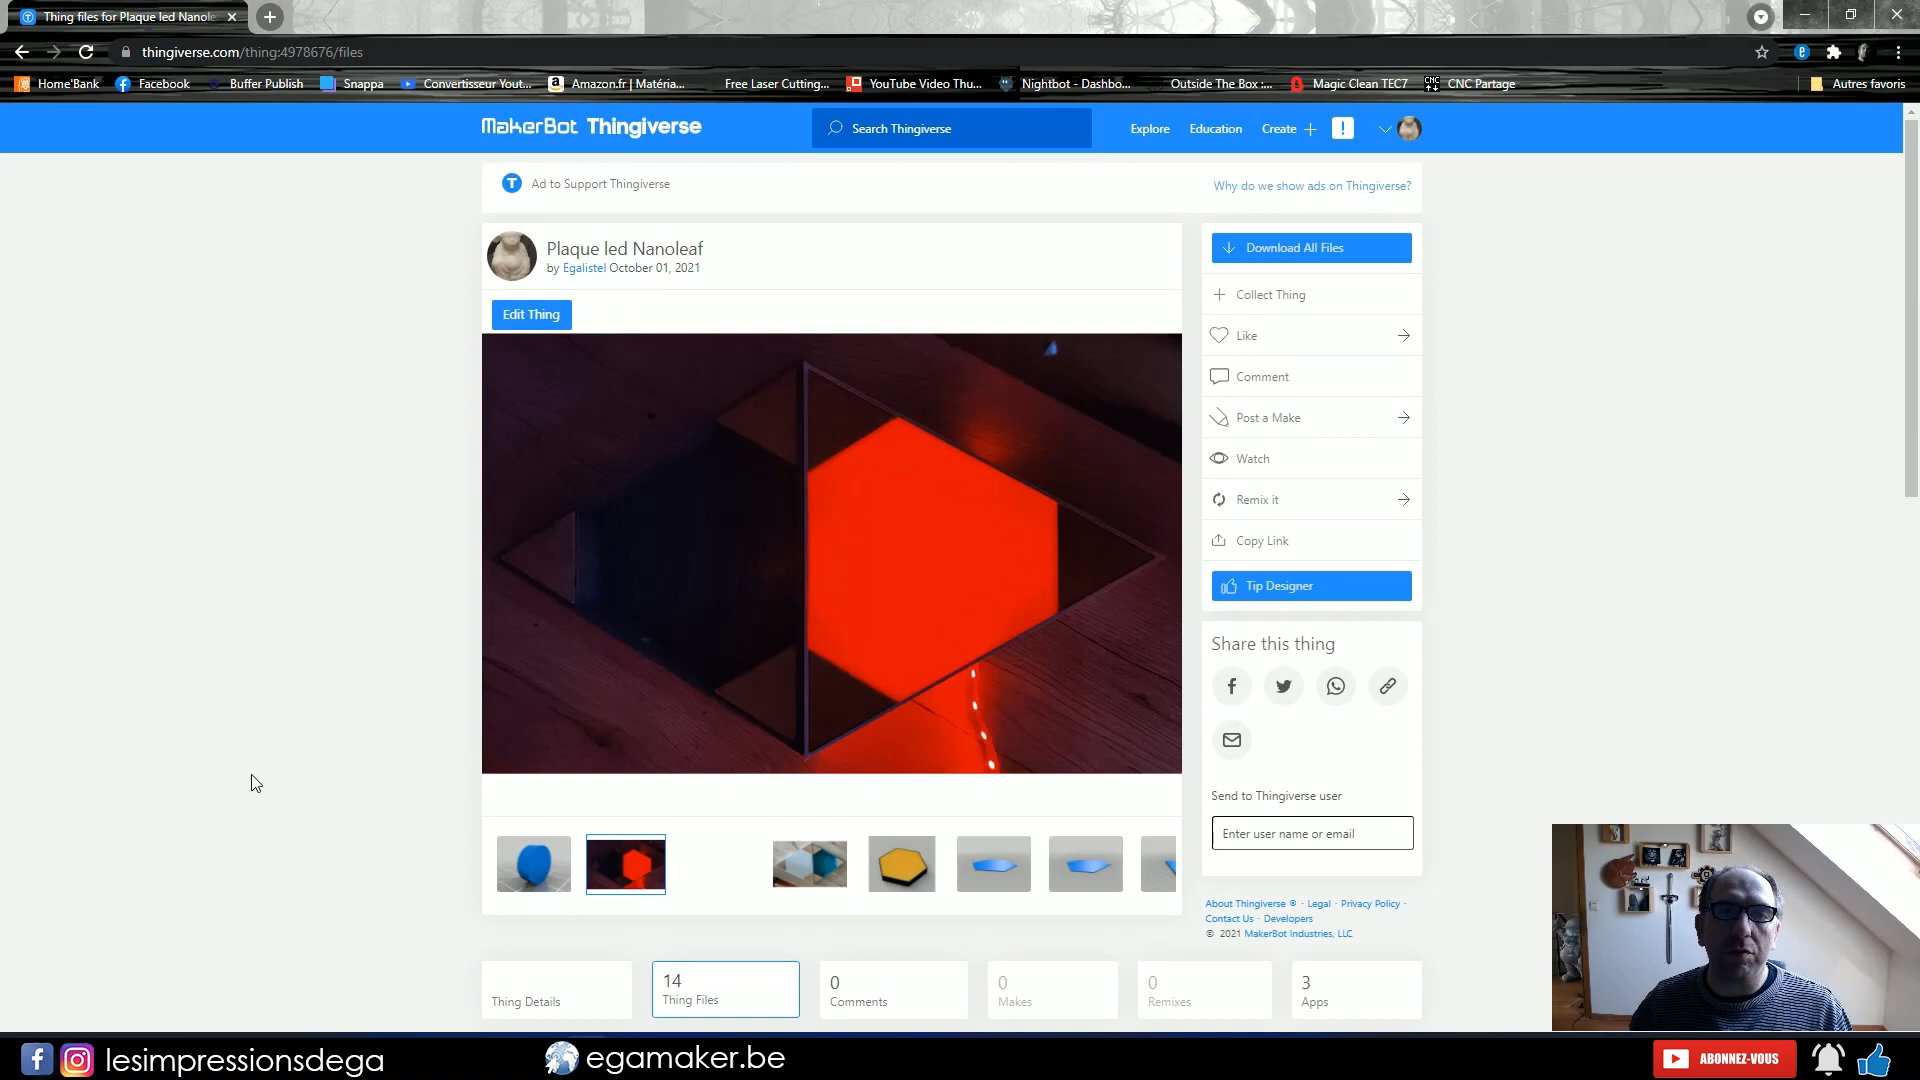 Thing files for Plaque led Nanole
thingiverse.com/thing:4978676/files
Home'Bank Facebook Buffer Publish Snappa Convertisseur Yout... Amazon.fr | Matéria... Free Laser Cutting... YouTube Video Thu... Nightbot - Dashbo... Outside The Box :... Magic Clean TEC7 CNC Partage Autres favoris
MakerBot Thingiverse Search Thingiverse Explore Education Create
Ad to Support Thingiverse Why do we show ads on Thingiverse?
Plaque led Nanoleaf
by Egalistel October 01, 2021
Edit Thing
Download All Files
Collect Thing
Like
Comment
Post a Make
Watch
Remix it
Copy Link
Tip Designer
Share this thing
Send to Thingiverse user
Enter user name or email
About Thingiverse ® · Legal · Privacy Policy ·
Contact Us · Developers
© 2021 MakerBot Industries, LLC
Thing Details
14
Thing Files
0
Comments
0
Makes
0
Remixes
3
Apps
lesimpressionsdega egamaker.be ABONNEZ-VOUS